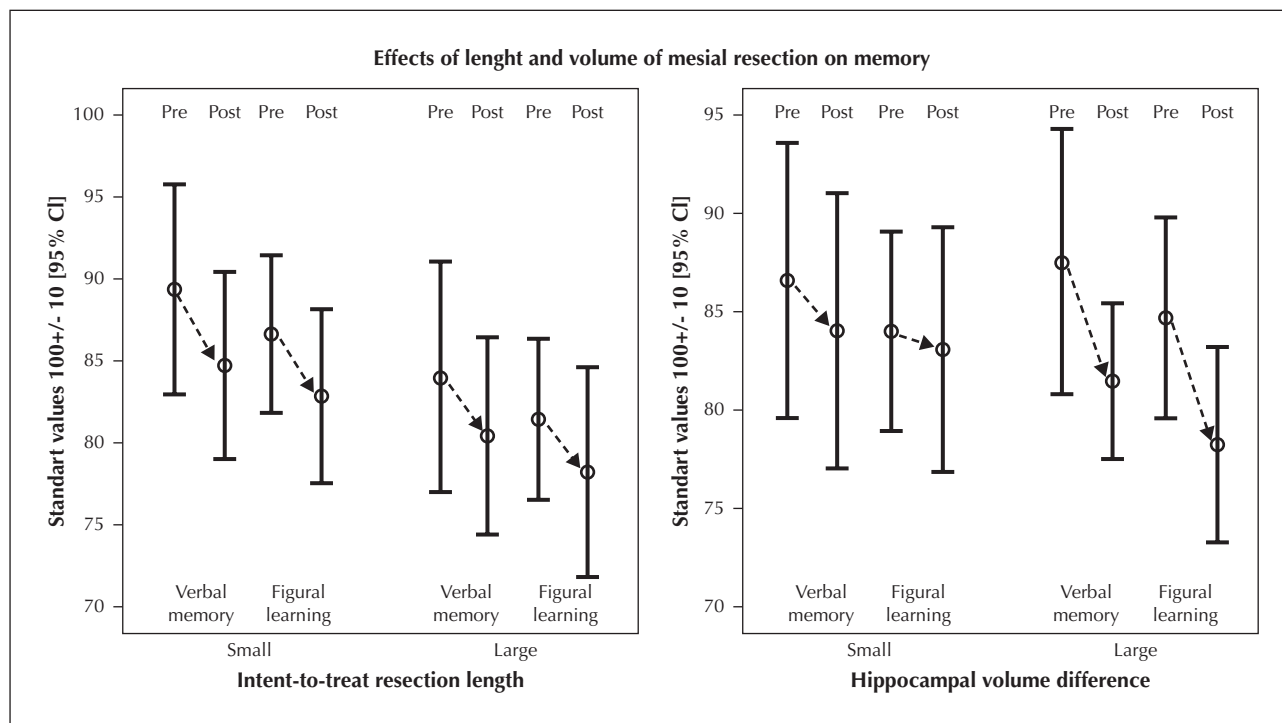 Effects of lenght and volume of mesial resection on memory
Standart values 100+/- 10 [95% CI]
100
95
90
85
80
75
70
Pre Post Pre Post Pre Post Pre Post
Verbal memory
Figural learning
Verbal memory
Figural learning
Small Large
Intent-to-treat resection length
Standart values 100+/- 10 [95% CI]
95
90
85
80
75
70
Pre Post Pre Post Pre Post Pre Post
Verbal memory
Figural learning
Verbal memory
Figural learning
Small Large
Hippocampal volume difference